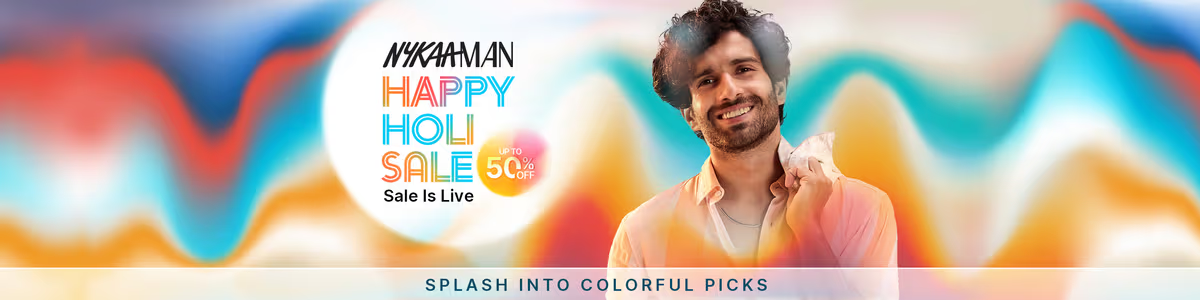 NYKAAMAN
HAPPY
HOLI
SALE
UP TO
50%
OFF
Sale Is Live
SPLASH INTO COLORFUL PICKS